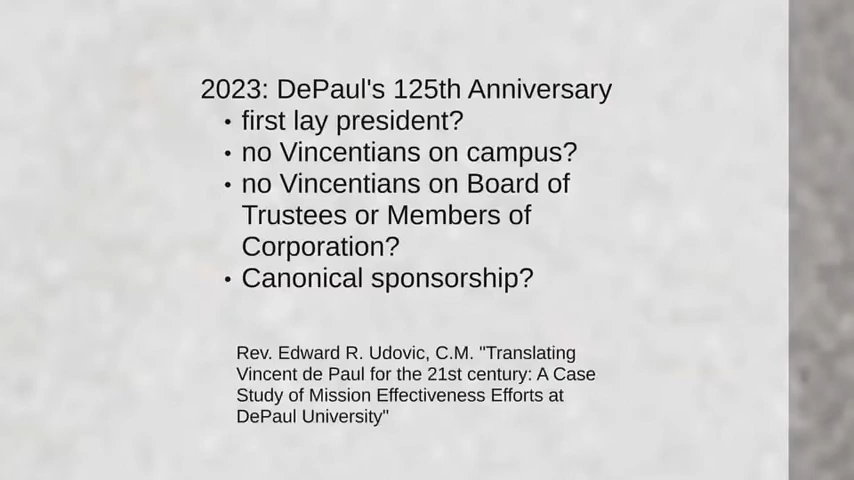 2023: DePaul's 125th Anniversary
• first lay president?
• no Vincentians on campus?
• no Vincentians on Board of
Trustees or Members of
Corporation?
• Canonical sponsorship?
Rev. Edward R. Udovic, C.M. "Translating
Vincent de Paul for the 21st century: A Case
Study of Mission Effectiveness Efforts at
DePaul University"